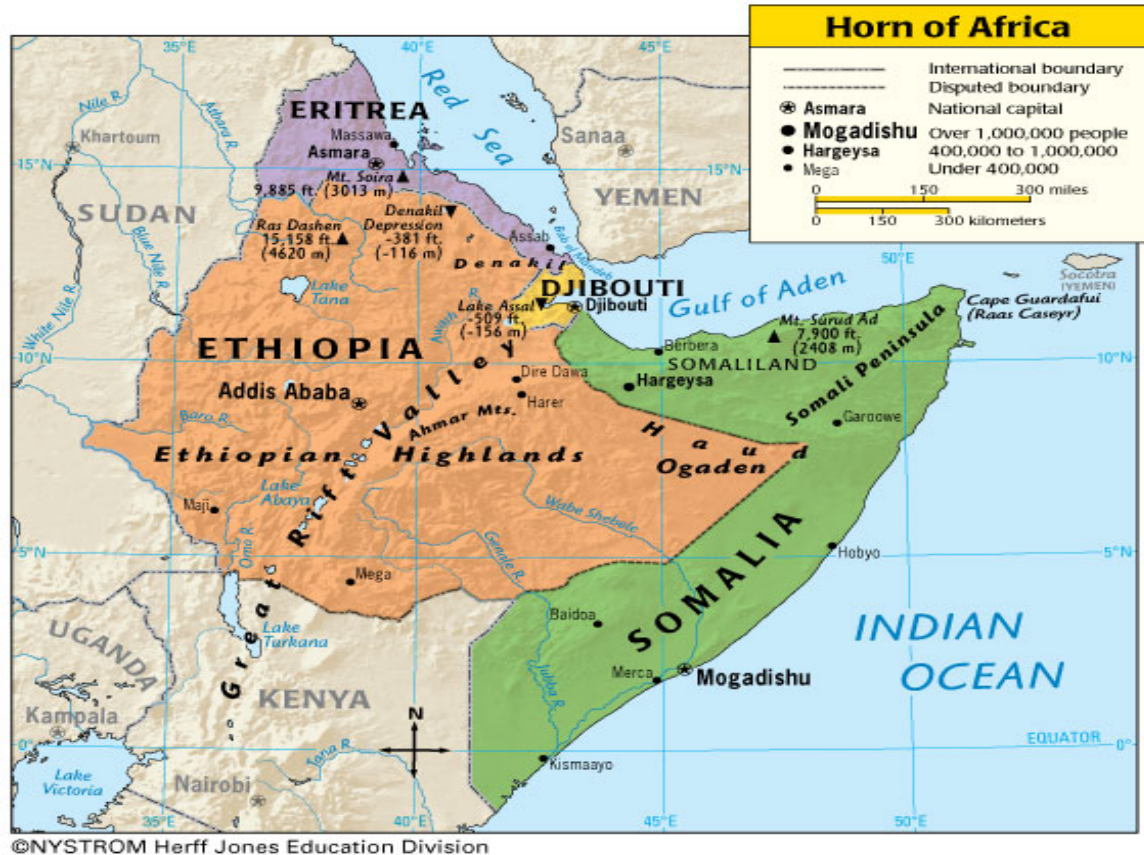 Horn of Africa
International boundary
Disputed boundary
Asmara National capital
Mogadishu Over 1,000,000 people
Hargeysa 400,000 to 1,000,000
Mega Under 400,000
0 150 300 miles
0 150 300 kilometers
35°E 40°E 45°E
Nile R.
Atbara R.
Khartoum
Red
Sea
ERITREA
Massawa
Asmara
Sanaa
15°N 15°N
Mt. Soira
9,885 ft. (3013 m)
YEMEN
SUDAN
Ras Dashen
15,158 ft.
(4620 m)
Denakil
Depression
-381 ft.
(-116 m)
Assab
Bab el Mandeb
50°E
Blue Nile R.
White Nile R.
Lake
Tana
Denakil
DJIBOUTI
Djibouti
Lake Assal
-509 ft.
(-156 m)
Awash R.
Gulf of Aden
Socotra
(YEMEN)
Cape Guardafui
(Raas Caseyr)
Mt. Surud Ad
7,900 ft.
(2408 m)
ETHIOPIA
Berbera
SOMALILAND
10°N 10°N
Somali Peninsula
Addis Ababa
Dire Dawa
Harer
Hargeysa
Garoowe
Baro R.
Ahmar Mts.
Ethiopian Highlands
Haud
Ogaden
Great Rift Valley
Lake
Abaya
Maji
Omo R.
Wabe Shebele
Genale R.
5°N 5°N
Mega
Hobyo
SOMALIA
Baidoa
Lake
Turkana
UGANDA
KENYA
INDIAN
OCEAN
Merca
Mogadishu
Jubba R.
Kampala
N
EQUATOR
0° 0°
Tana R.
Kismaayo
Lake
Victoria
Nairobi
35°E 40°E 45°E 50°E
©NYSTROM Herff Jones Education Division